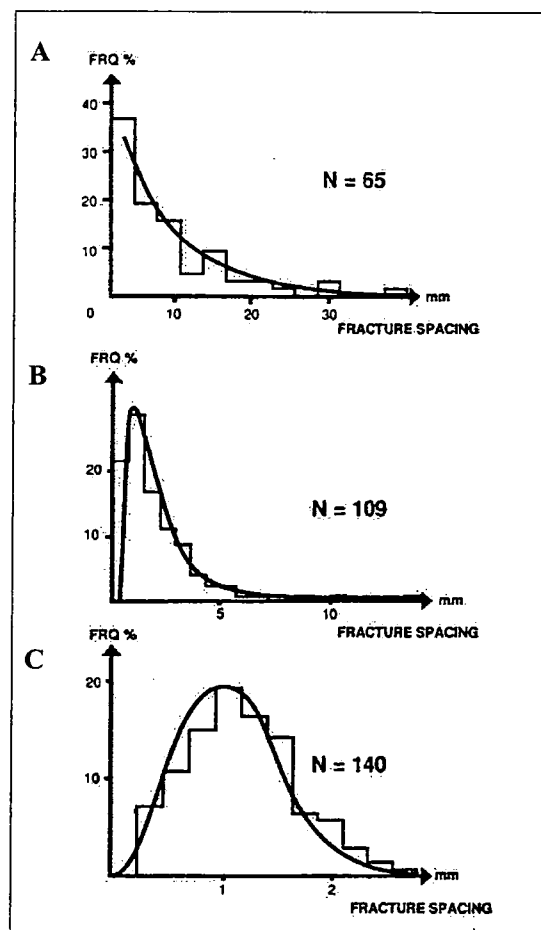 A
FRQ %
40
30
20
10
0
N = 65
10
20
30
mm
FRACTURE SPACING
B
FRQ %
20
10
N = 109
5
10
mm
FRACTURE SPACING
C
FRQ %
20
10
N = 140
1
2
mm
FRACTURE SPACING